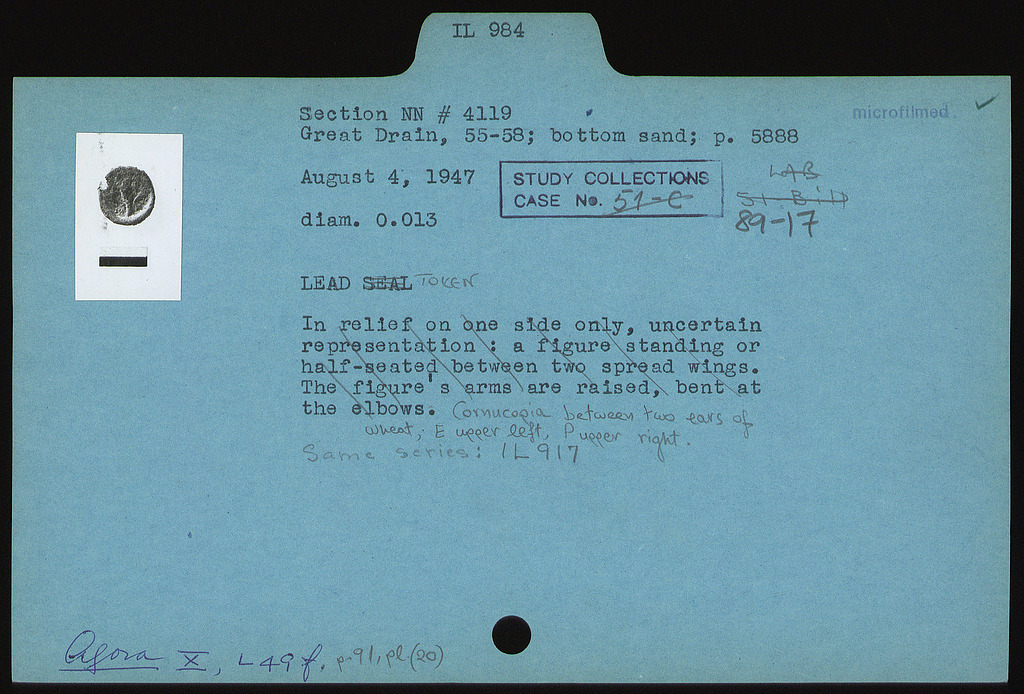 IL 984
microfilmed
Section NN # 4119
Great Drain, 55-58; bottom sand; p. 5888
August 4, 1947
STUDY COLLECTIONS
CASE No. 51-C
LAB
89-17
diam. 0.013
LEAD SEAL TOKEN
In relief on one side only, uncertain
representation : a figure standing or
half-seated between two spread wings.
The figure's arms are raised, bent at
the elbows. Cornucopia between two ears of
wheat, E upper left, P upper right.
Same series: IL 917
Agora X, L49f. p. 91, pl (20)